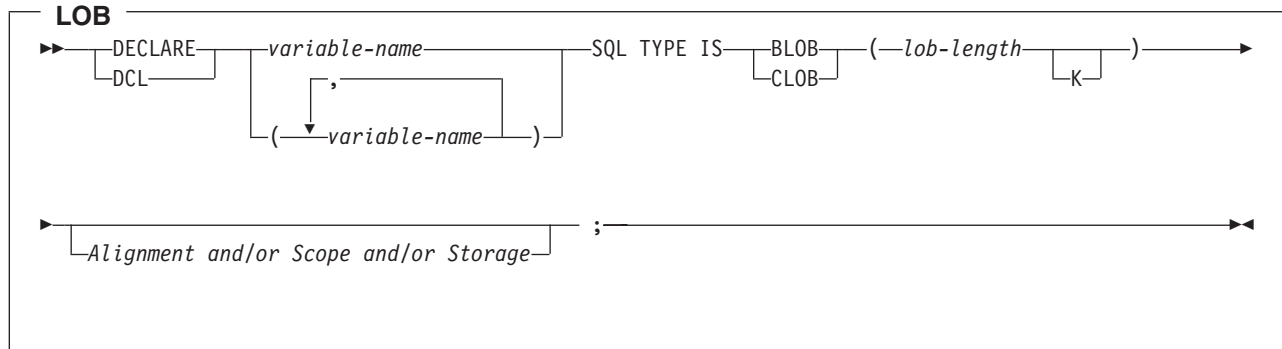 LOB
DECLARE variable-name SQL TYPE IS BLOB ( lob-length )
DCL , CLOB K
( variable-name )
Alignment and/or Scope and/or Storage ;